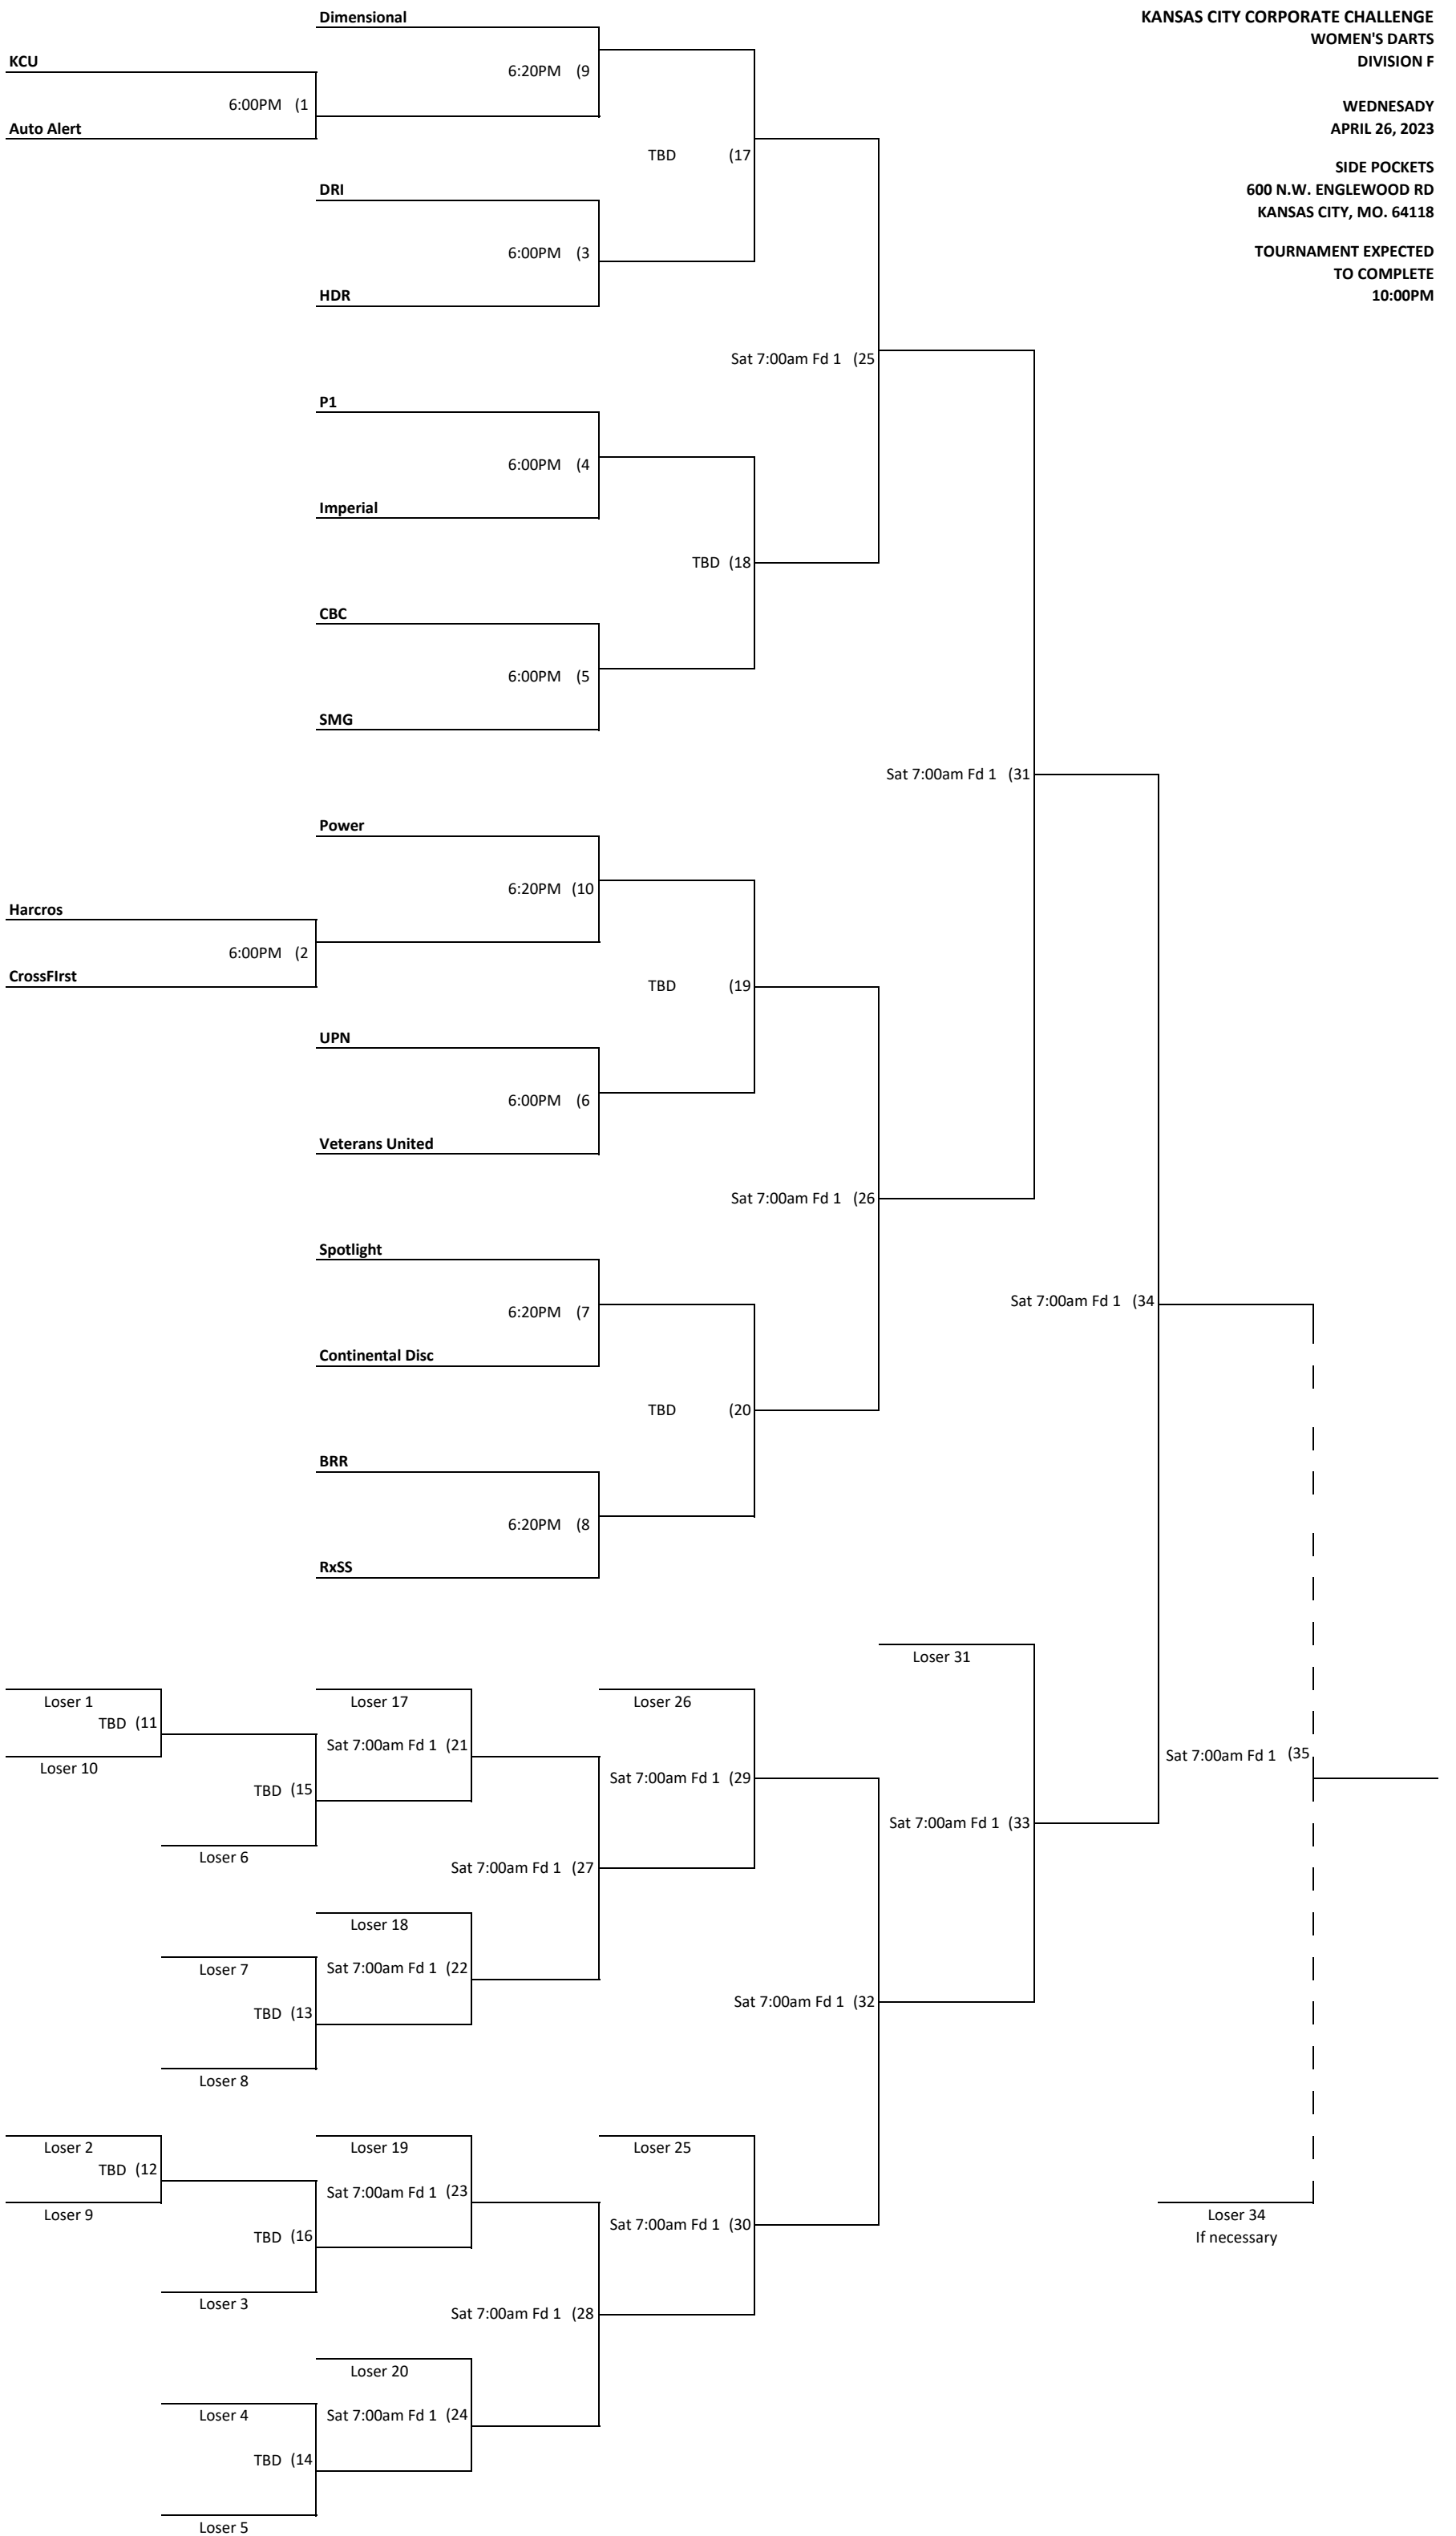 KANSAS CITY CORPORATE CHALLENGE
WOMEN'S DARTS
DIVISION F
WEDNESADY
APRIL 26, 2023
SIDE POCKETS
600 N.W. ENGLEWOOD RD
KANSAS CITY, MO. 64118
TOURNAMENT EXPECTED
TO COMPLETE
10:00PM
Dimensional
KCU
6:20PM (9
6:00PM (1
Auto Alert
TBD (17
DRI
6:00PM (3
HDR
Sat 7:00am Fd 1 (25
P1
6:00PM (4
Imperial
TBD (18
CBC
6:00PM (5
SMG
Sat 7:00am Fd 1 (31
Power
6:20PM (10
Harcros
6:00PM (2
CrossFIrst
TBD (19
UPN
6:00PM (6
Veterans United
Sat 7:00am Fd 1 (26
Spotlight
Sat 7:00am Fd 1 (34
6:20PM (7
Continental Disc
TBD (20
BRR
6:20PM (8
RxSS
Loser 31
Loser 1
Loser 17
Loser 26
TBD (11
Sat 7:00am Fd 1 (21
Sat 7:00am Fd 1 (35
Loser 10
TBD (15
Sat 7:00am Fd 1 (29
Sat 7:00am Fd 1 (33
Loser 6
Sat 7:00am Fd 1 (27
Loser 18
Loser 7
Sat 7:00am Fd 1 (22
Sat 7:00am Fd 1 (32
TBD (13
Loser 8
Loser 2
Loser 19
Loser 25
TBD (12
Sat 7:00am Fd 1 (23
Loser 9
Loser 34
TBD (16
Sat 7:00am Fd 1 (30
If necessary
Loser 3
Sat 7:00am Fd 1 (28
Loser 20
Loser 4
Sat 7:00am Fd 1 (24
TBD (14
Loser 5